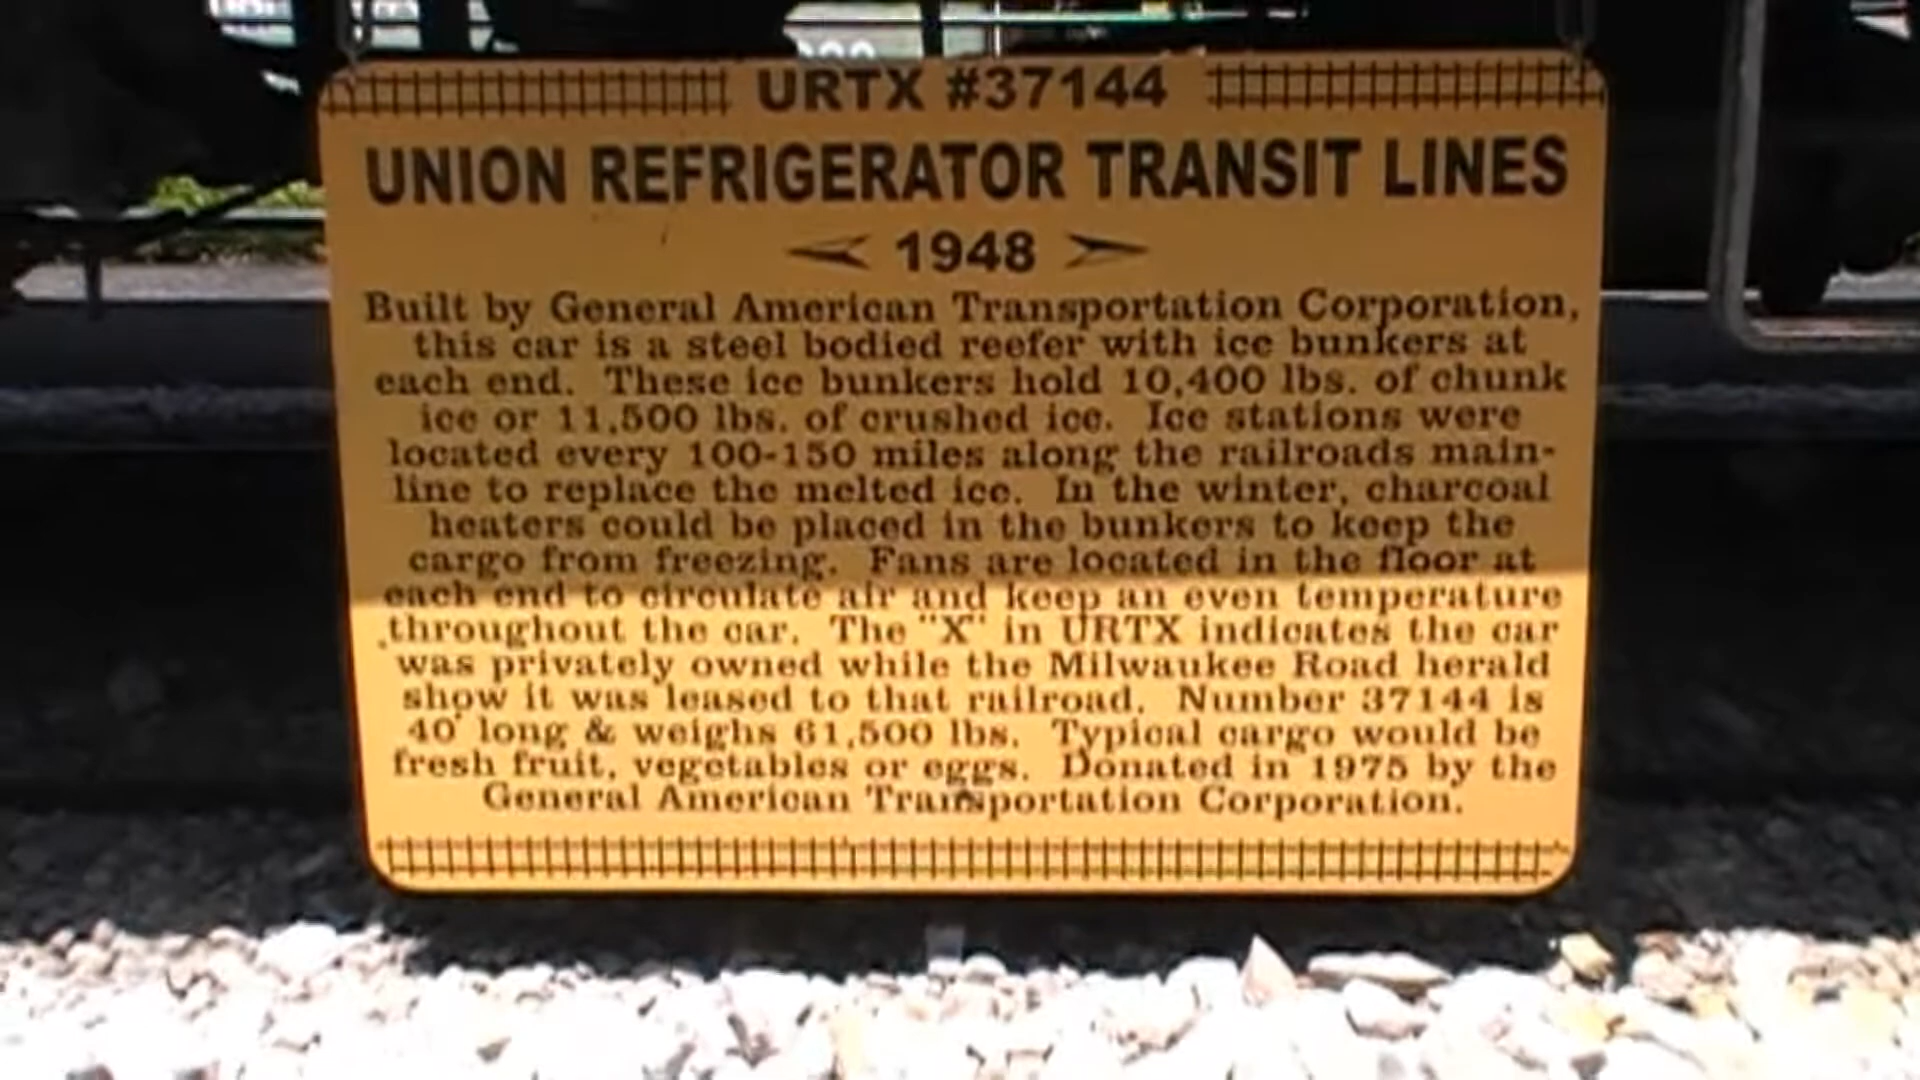 URTX #37144
UNION REFRIGERATOR TRANSIT LINES
1948
Built by General American Transportation Corporation,
this car is a steel bodied reefer with ice bunkers at
each end. These ice bunkers hold 10,400 lbs. of chunk
ice or 11,500 lbs. of crushed ice. Ice stations were
located every 100-150 miles along the railroads main-
line to replace the melted ice. In the winter, charcoal
heaters could be placed in the bunkers to keep the
cargo from freezing. Fans are located in the floor at
each end to circulate air and keep an even temperature
throughout the car. The "X" in URTX indicates the car
was privately owned while the Milwaukee Road herald
show it was leased to that railroad. Number 37144 is
40' long & weighs 61,500 lbs. Typical cargo would be
fresh fruit, vegetables or eggs. Donated in 1975 by the
General American Transportation Corporation.